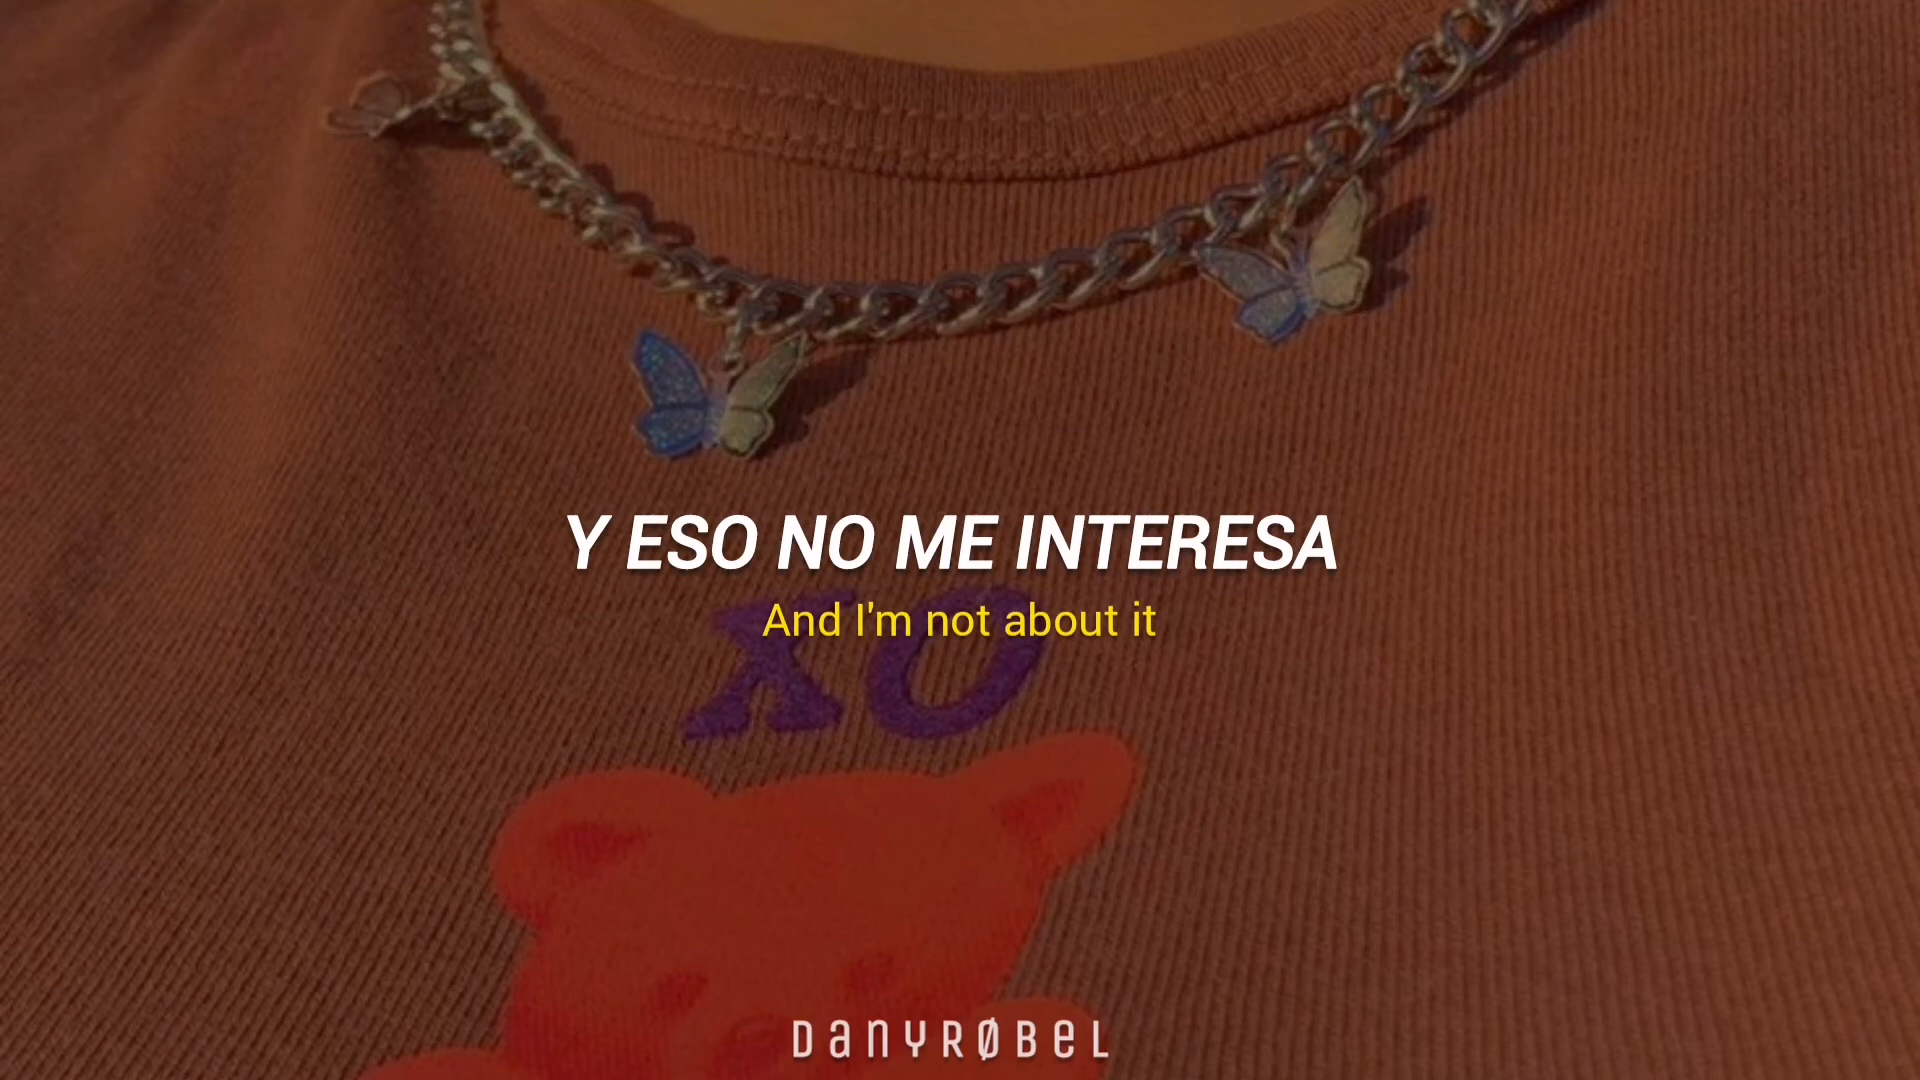 Y ESO NO ME INTERESA
And I'm not about it
XO
DANYRØBEL